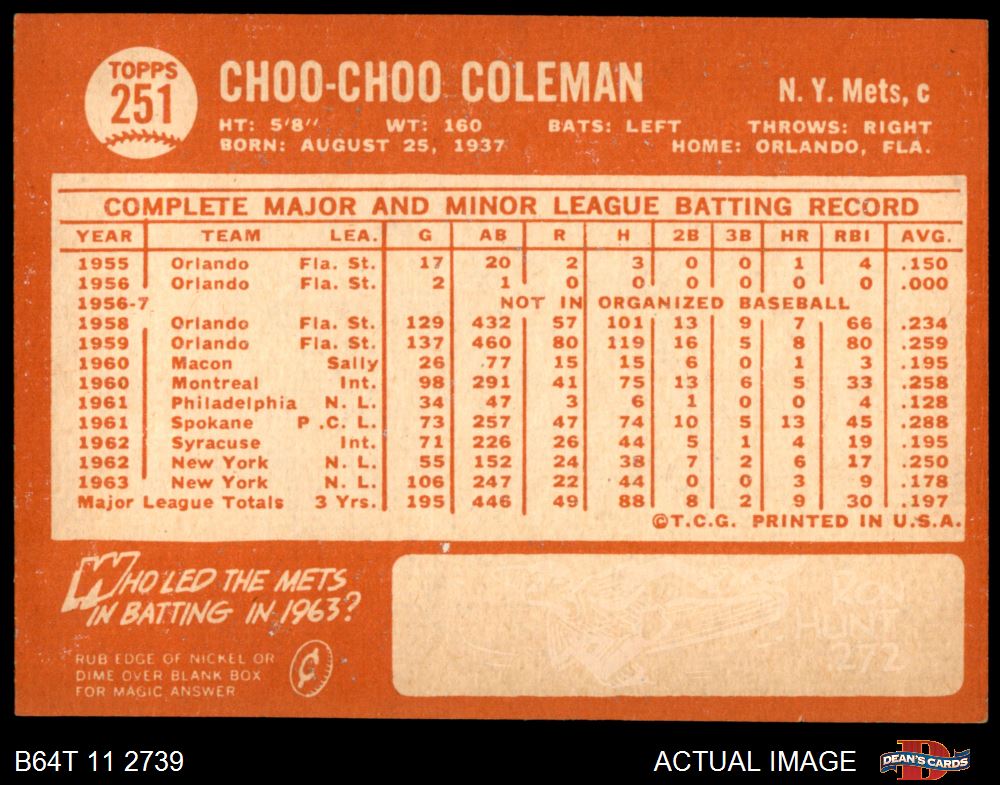 TOPPS
251
CHOO-CHOO COLEMAN
N. Y. Mets, c
HT: 5'8'' WT: 160 BATS: LEFT THROWS: RIGHT
BORN: AUGUST 25, 1937 HOME: ORLANDO, FLA.
COMPLETE MAJOR AND MINOR LEAGUE BATTING RECORD
YEAR TEAM LEA. G AB R H 2B 3B HR RBI AVG.
1955 Orlando Fla. St. 17 20 2 3 0 0 1 4 .150
1956 Orlando Fla. St. 2 1 0 0 0 0 0 0 .000
1956-7 NOT IN ORGANIZED BASEBALL
1958 Orlando Fla. St. 129 432 57 101 13 9 7 66 .234
1959 Orlando Fla. St. 137 460 80 119 16 5 8 80 .259
1960 Macon Sally 26 .77 15 15 6 0 1 3 .195
1960 Montreal Int. 98 291 41 75 13 6 5 33 .258
1961 Philadelphia N. L. 34 47 3 6 1 0 0 4 .128
1961 Spokane P .C. L. 73 257 47 74 10 5 13 45 .288
1962 Syracuse Int. 71 226 26 44 5 1 4 19 .195
1962 New York N. L. 55 152 24 38 7 2 6 17 .250
1963 New York N. L. 106 247 22 44 0 0 3 9 .178
Major League Totals 3 Yrs. 195 446 49 88 8 2 9 30 .197
©T.C.G. PRINTED IN U.S.A.
WHO LED THE METS
IN BATTING IN 1963?
RUB EDGE OF NICKEL OR
DIME OVER BLANK BOX
FOR MAGIC ANSWER
RON
HUNT
.272
B64T 11 2739
ACTUAL IMAGE
DEAN'S CARDS